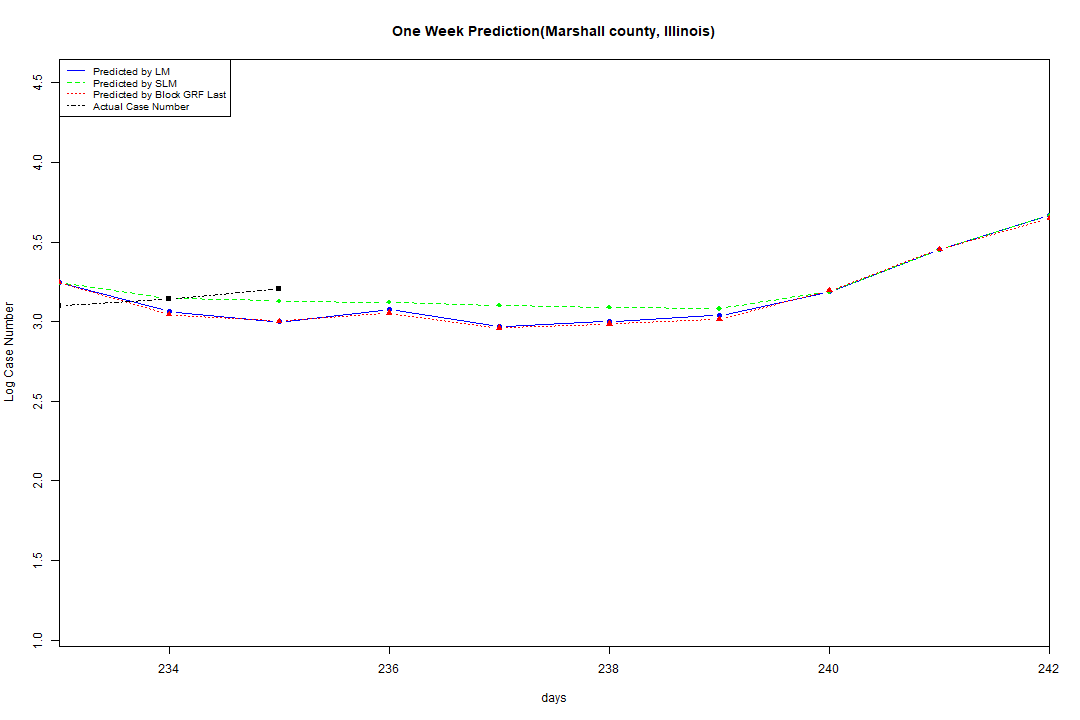 One Week Prediction(Marshall county, Illinois)
Predicted by LM
Predicted by SLM
Predicted by Block GRF Last
Actual Case Number
4.5
4.0
3.5
3.0
2.5
2.0
1.5
1.0
Log Case Number
234 236 238 240 242
days